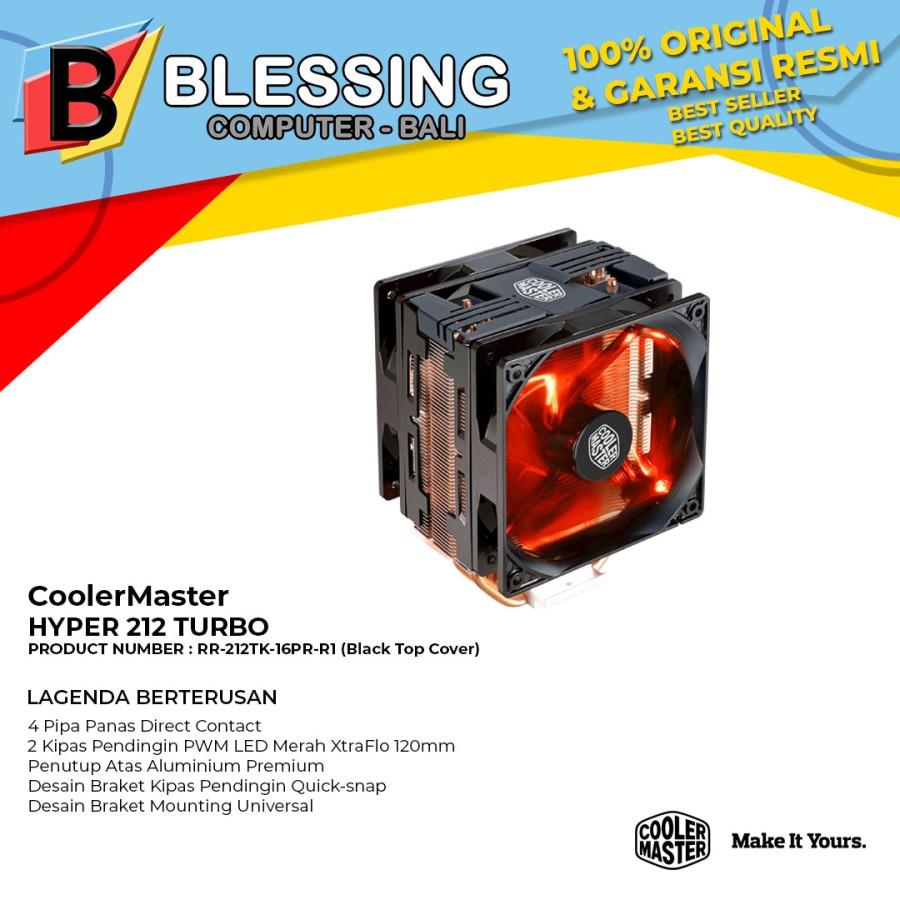 B
BLESSING
COMPUTER - BALI
100% ORIGINAL
& GARANSI RESMI
BEST SELLER
BEST QUALITY
COOLER
MASTER
COOLER
MASTER
CoolerMaster
HYPER 212 TURBO
PRODUCT NUMBER : RR-212TK-16PR-R1 (Black Top Cover)
LAGENDA BERTERUSAN
4 Pipa Panas Direct Contact
2 Kipas Pendingin PWM LED Merah XtraFlo 120mm
Penutup Atas Aluminium Premium
Desain Braket Kipas Pendingin Quick-snap
Desain Braket Mounting Universal
COOLER
MASTER
Make It Yours.